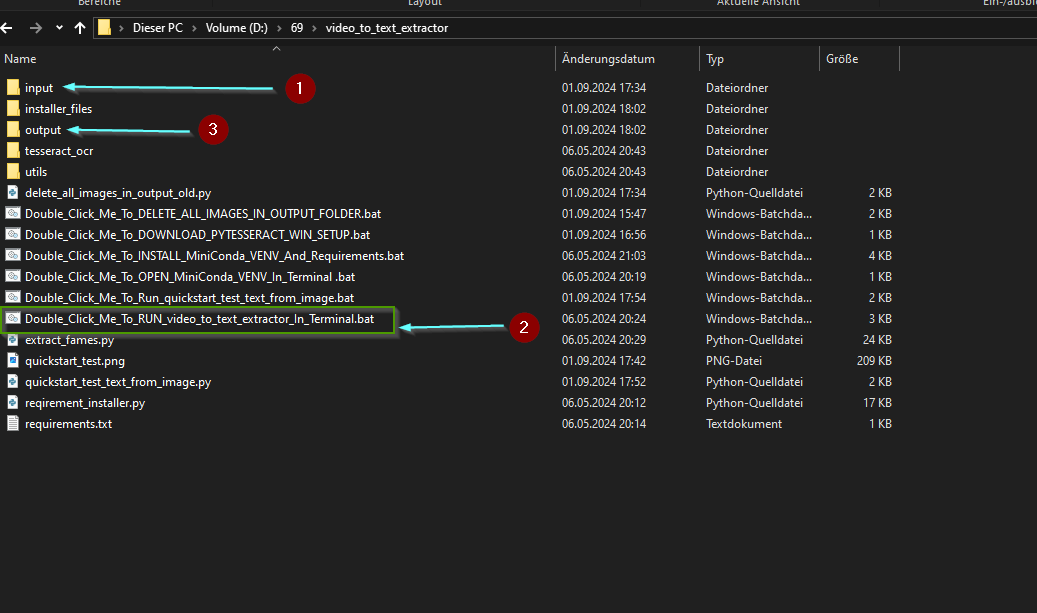 Bereiche Layout Aktuelle Ansicht
Dieser PC > Volume (D:) > 69 > video_to_text_extractor
Name Änderungsdatum Typ Größe
input 1 01.09.2024 17:34 Dateiordner
installer_files 01.09.2024 18:02 Dateiordner
output 3 01.09.2024 18:02 Dateiordner
tesseract_ocr 06.05.2024 20:43 Dateiordner
utils 06.05.2024 20:43 Dateiordner
delete_all_images_in_output_old.py 01.09.2024 17:34 Python-Quelldatei 2 KB
Double_Click_Me_To_DELETE_ALL_IMAGES_IN_OUTPUT_FOLDER.bat 01.09.2024 15:47 Windows-Batchda... 2 KB
Double_Click_Me_To_DOWNLOAD_PYTESSERACT_WIN_SETUP.bat 01.09.2024 16:56 Windows-Batchda... 1 KB
Double_Click_Me_To_INSTALL_MiniConda_VENV_And_Requirements.bat 06.05.2024 21:03 Windows-Batchda... 4 KB
Double_Click_Me_To_OPEN_MiniConda_VENV_In_Terminal .bat 06.05.2024 20:19 Windows-Batchda... 1 KB
Double_Click_Me_To_Run_quickstart_test_text_from_image.bat 01.09.2024 17:54 Windows-Batchda... 2 KB
Double_Click_Me_To_RUN_video_to_text_extractor_In_Terminal.bat 2 06.05.2024 20:24 Windows-Batchda... 3 KB
extract_fames.py 06.05.2024 20:29 Python-Quelldatei 24 KB
quickstart_test.png 01.09.2024 17:42 PNG-Datei 209 KB
quickstart_test_text_from_image.py 01.09.2024 17:52 Python-Quelldatei 2 KB
reqirement_installer.py 06.05.2024 20:12 Python-Quelldatei 17 KB
requirements.txt 06.05.2024 20:14 Textdokument 1 KB